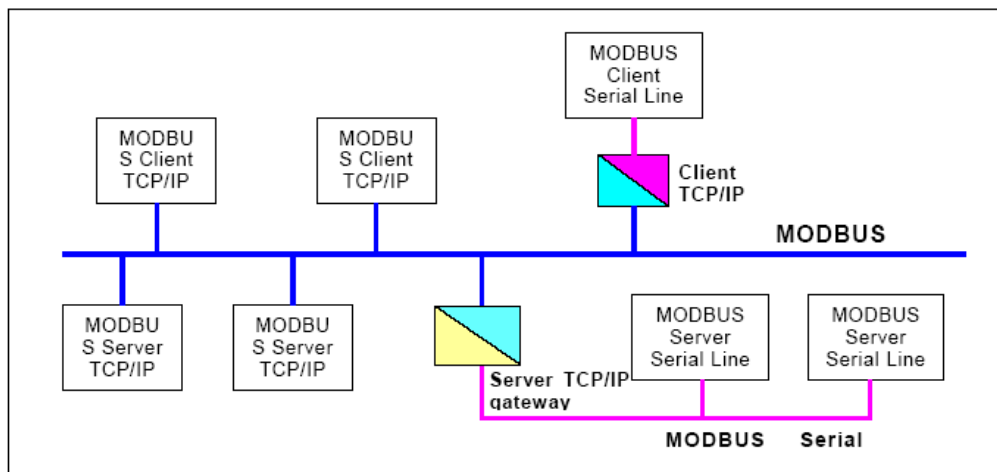 MODBUS
Client
Serial Line
MODBU
S Client
TCP/IP
MODBU
S Client
TCP/IP
Client
TCP/IP
MODBUS
MODBU
S Server
TCP/IP
MODBU
S Server
TCP/IP
Server TCP/IP
gateway
MODBUS
Server
Serial Line
MODBUS
Server
Serial Line
MODBUS Serial